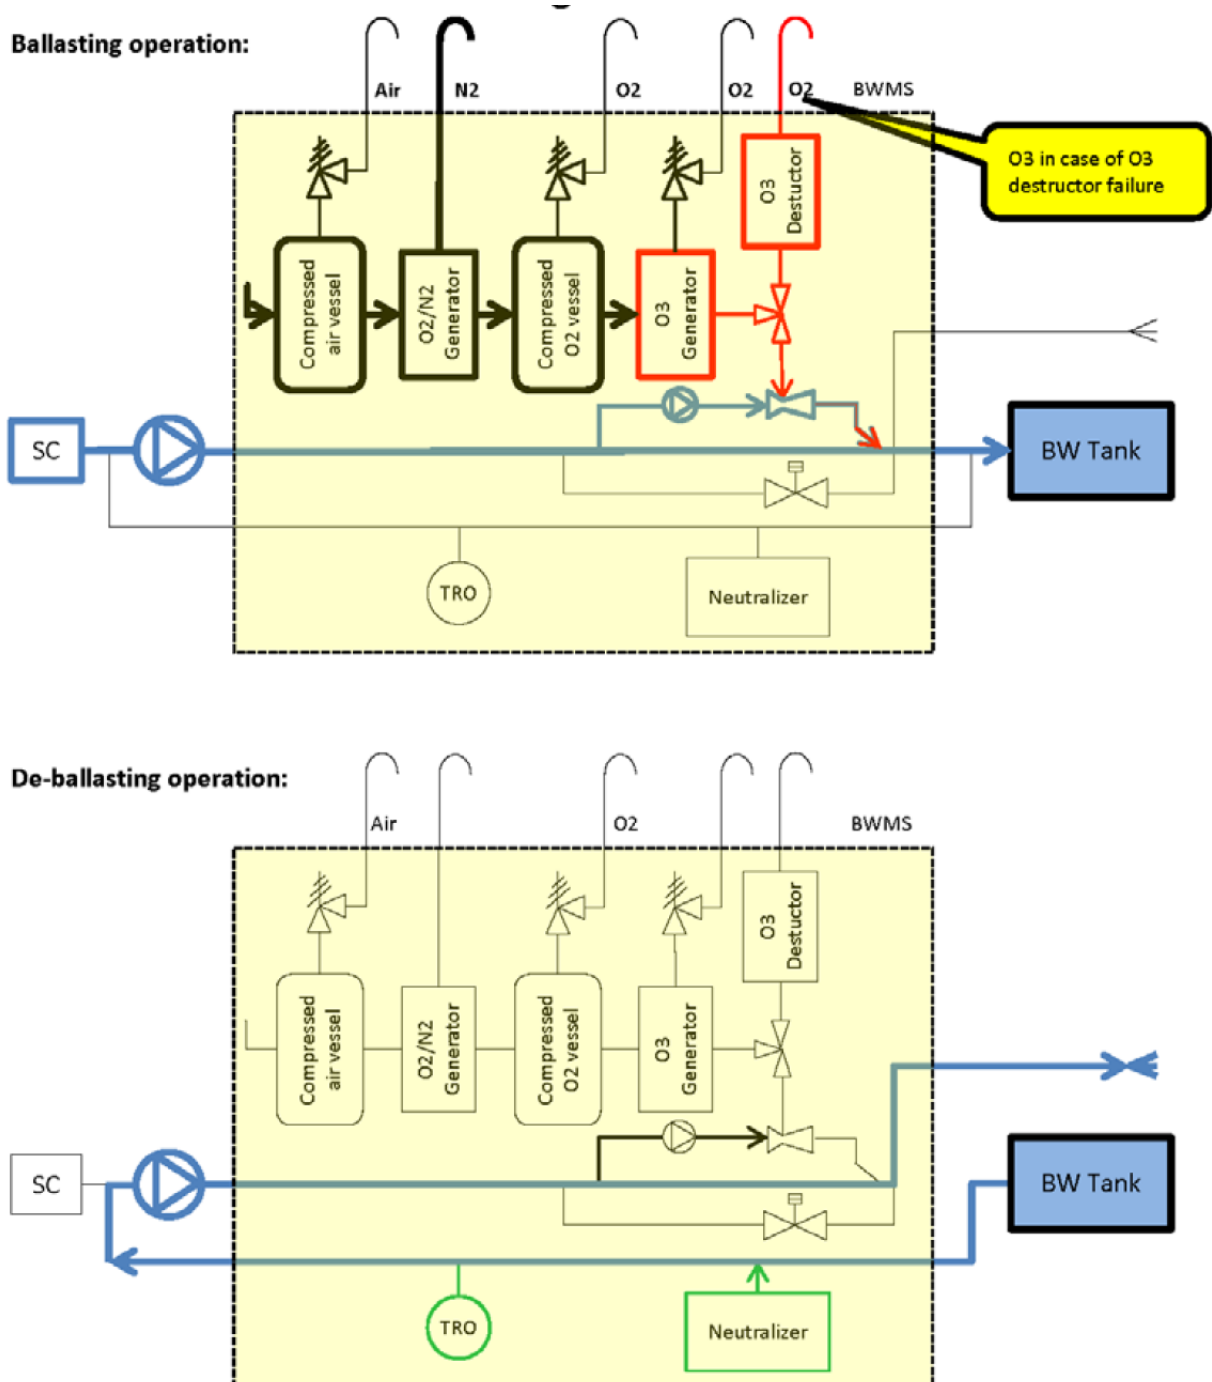 Ballasting operation:
Air
N2
O2
O2
O2
BWMS
O3 in case of O3
destructor failure
Compressed
air vessel
O2/N2
Generator
Compressed
O2 vessel
O3
Generator
O3
Destuctor
SC
BW Tank
TRO
Neutralizer
De-ballasting operation:
Air
O2
BWMS
Compressed
air vessel
O2/N2
Generator
Compressed
O2 vessel
O3
Generator
O3
Destuctor
SC
BW Tank
TRO
Neutralizer